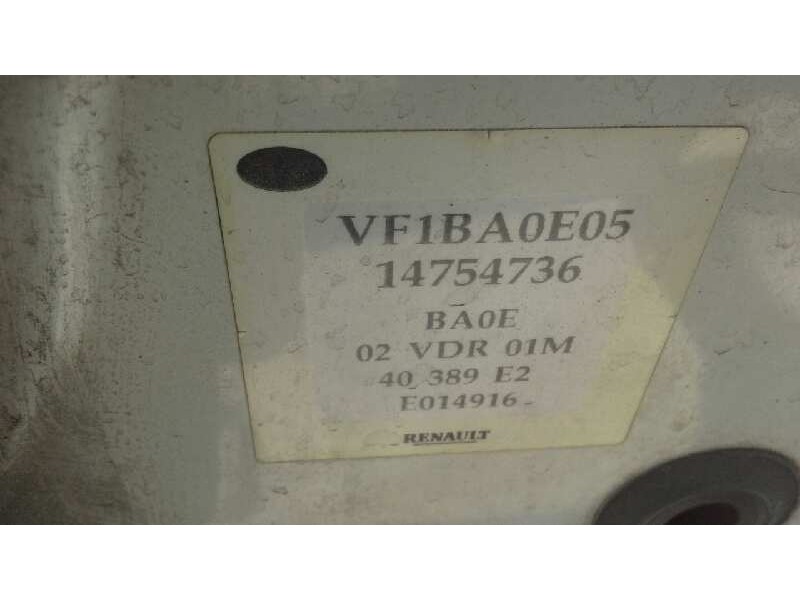 VF1BA0E05
14754736
BA0E
02 VDR 01M
40 389 E2
E014916
RENAULT